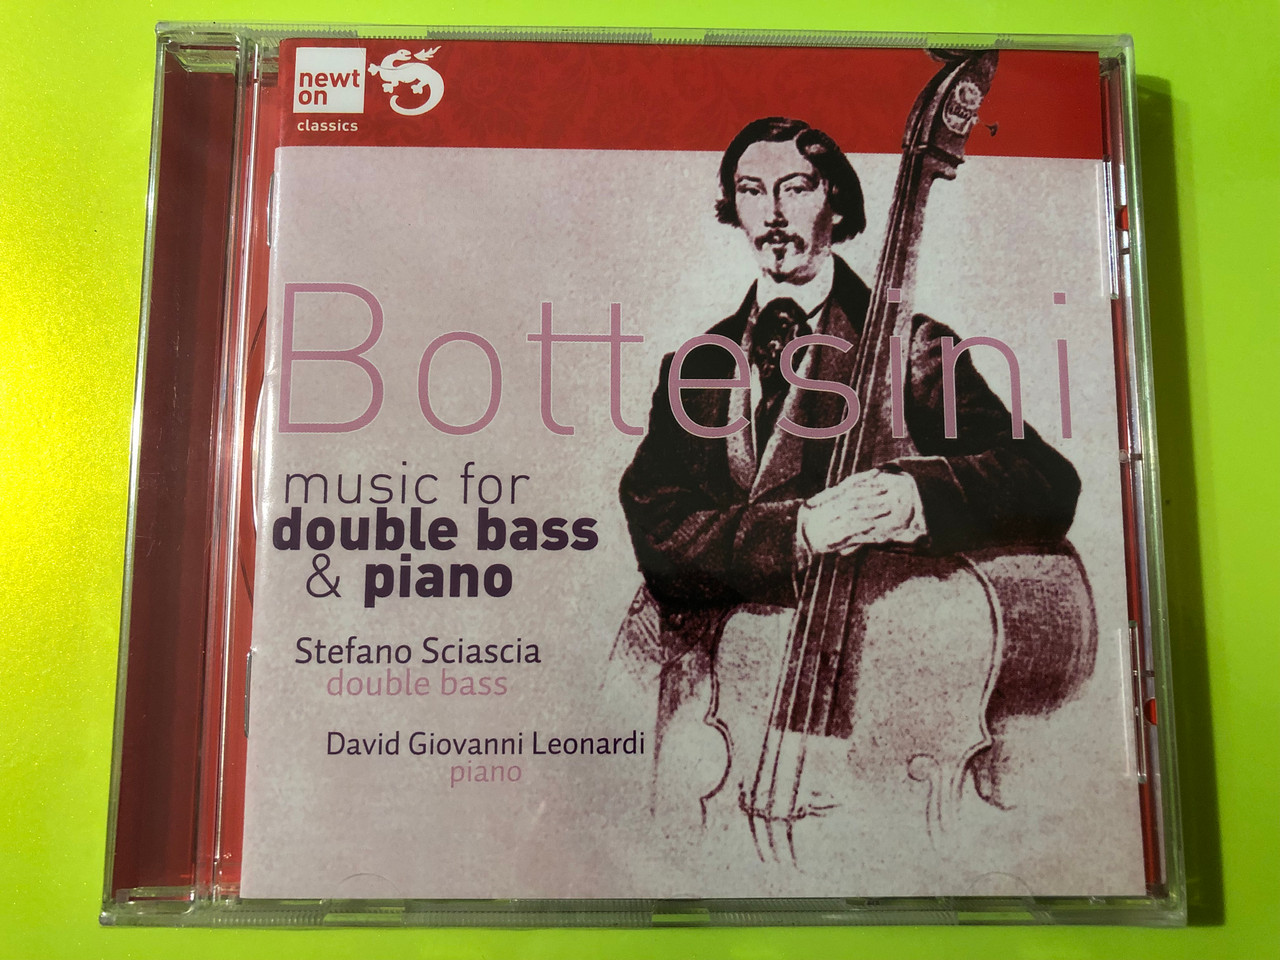 newt
on
classics
Bottesini
music for
double bass
& piano
Stefano Sciascia
double bass
David Giovanni Leonardi
piano